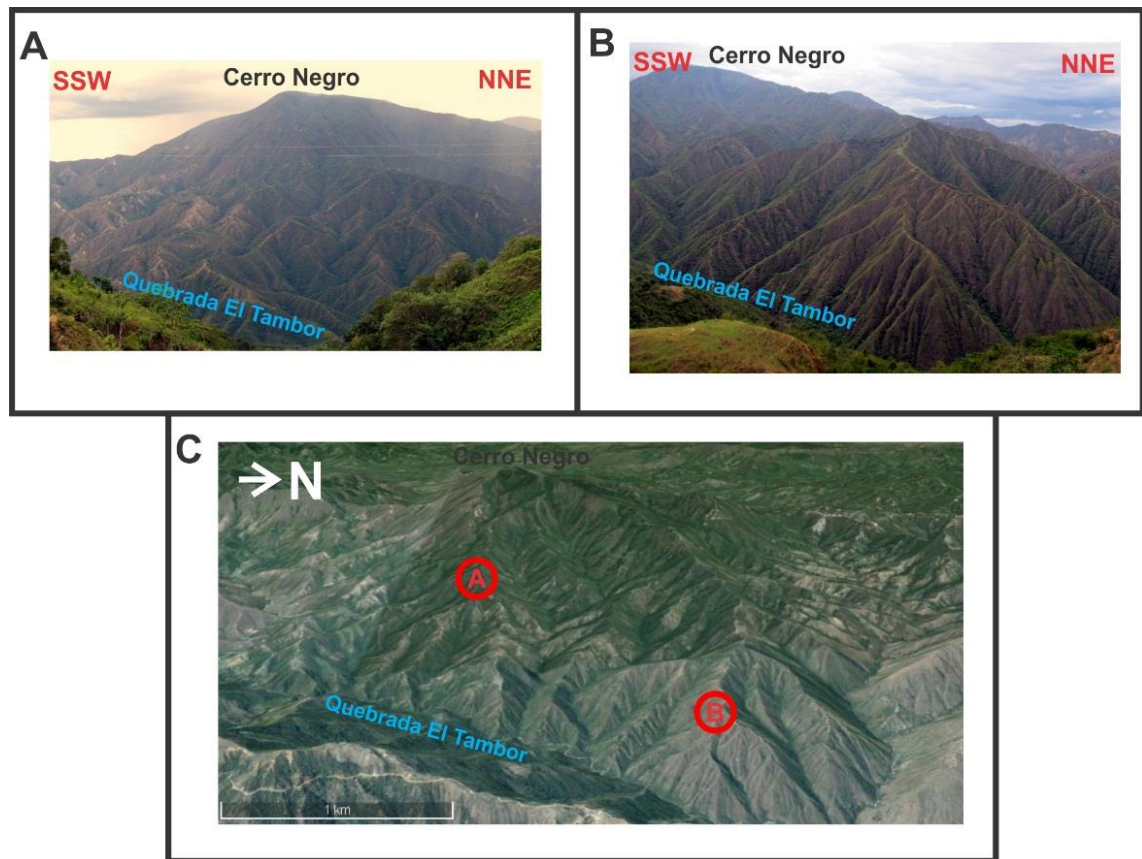 A
SSW
Cerro Negro
NNE
Quebrada El Tambor
B
SSW
Cerro Negro
NNE
Quebrada El Tambor
C
Cerro Negro
N
A
B
Quebrada El Tambor
1 km